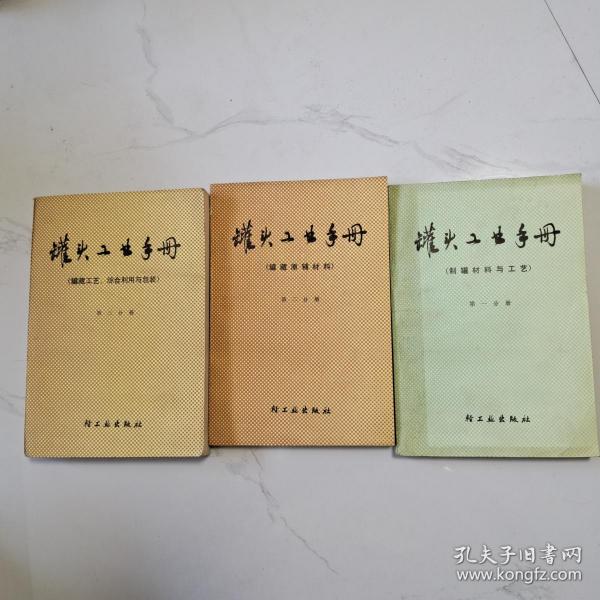 罐头工业手册
（罐藏工艺、综合利用与包装）
第三分册
轻工业出版社
罐头工业手册
（罐藏原辅材料）
第二分册
轻工业出版社
罐头工业手册
（制罐材料与工艺）
第一分册
轻工业出版社
孔夫子旧书网
www.kongfz.com